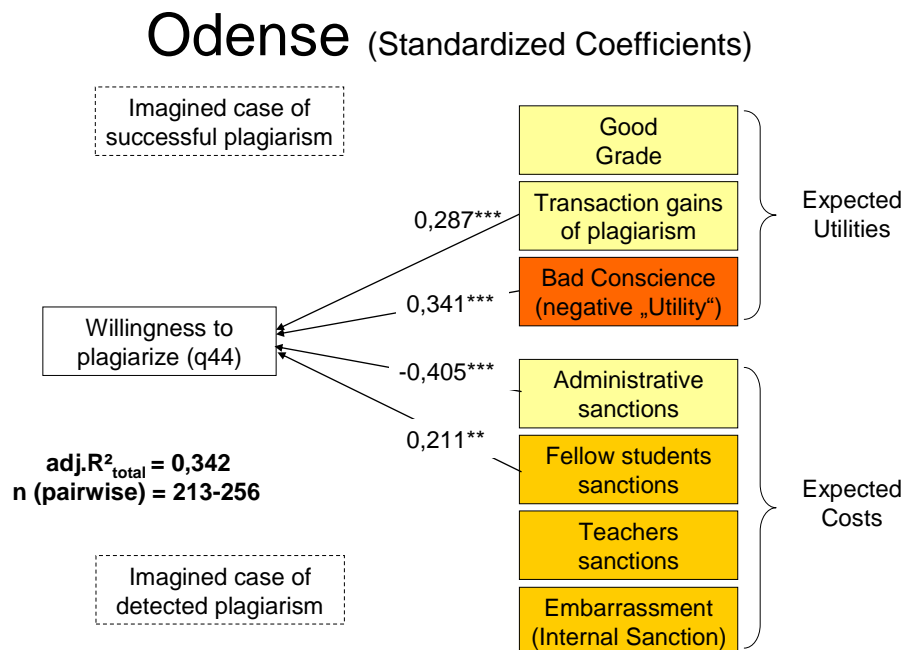 Odense (Standardized Coefficients)
Imagined case of
successful plagiarism
Good
Grade
Transaction gains
of plagiarism
Bad Conscience
(negative „Utility“)
Expected
Utilities
0,287***
0,341***
Willingness to
plagiarize (q44)
-0,405***
0,211**
Administrative
sanctions
Fellow students
sanctions
Teachers
sanctions
Embarrassment
(Internal Sanction)
Expected
Costs
adj.R²total = 0,342
n (pairwise) = 213-256
Imagined case of
detected plagiarism